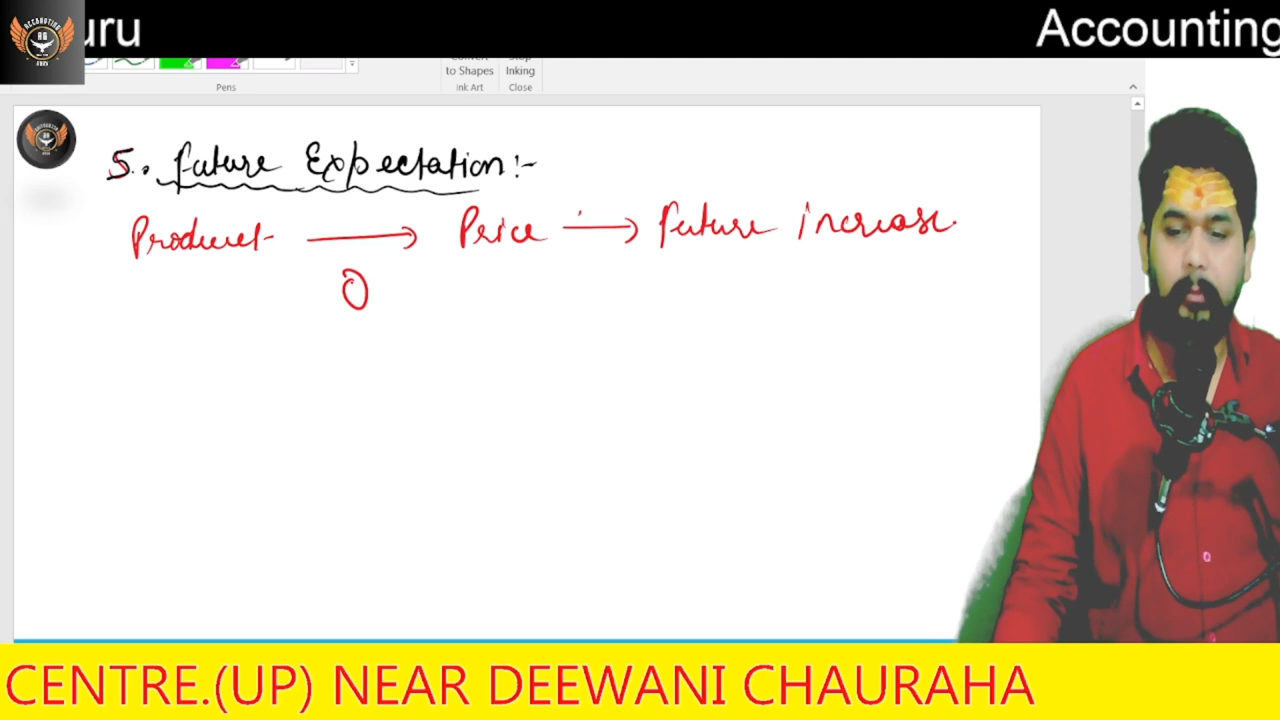 uru
Accounting
Convert
to Shapes
Stop
Inking
Pens
Ink Art
Close
5. Future Expectation :-
Product → Price → Future increase
CENTRE.(UP) NEAR DEEWANI CHAURAHA